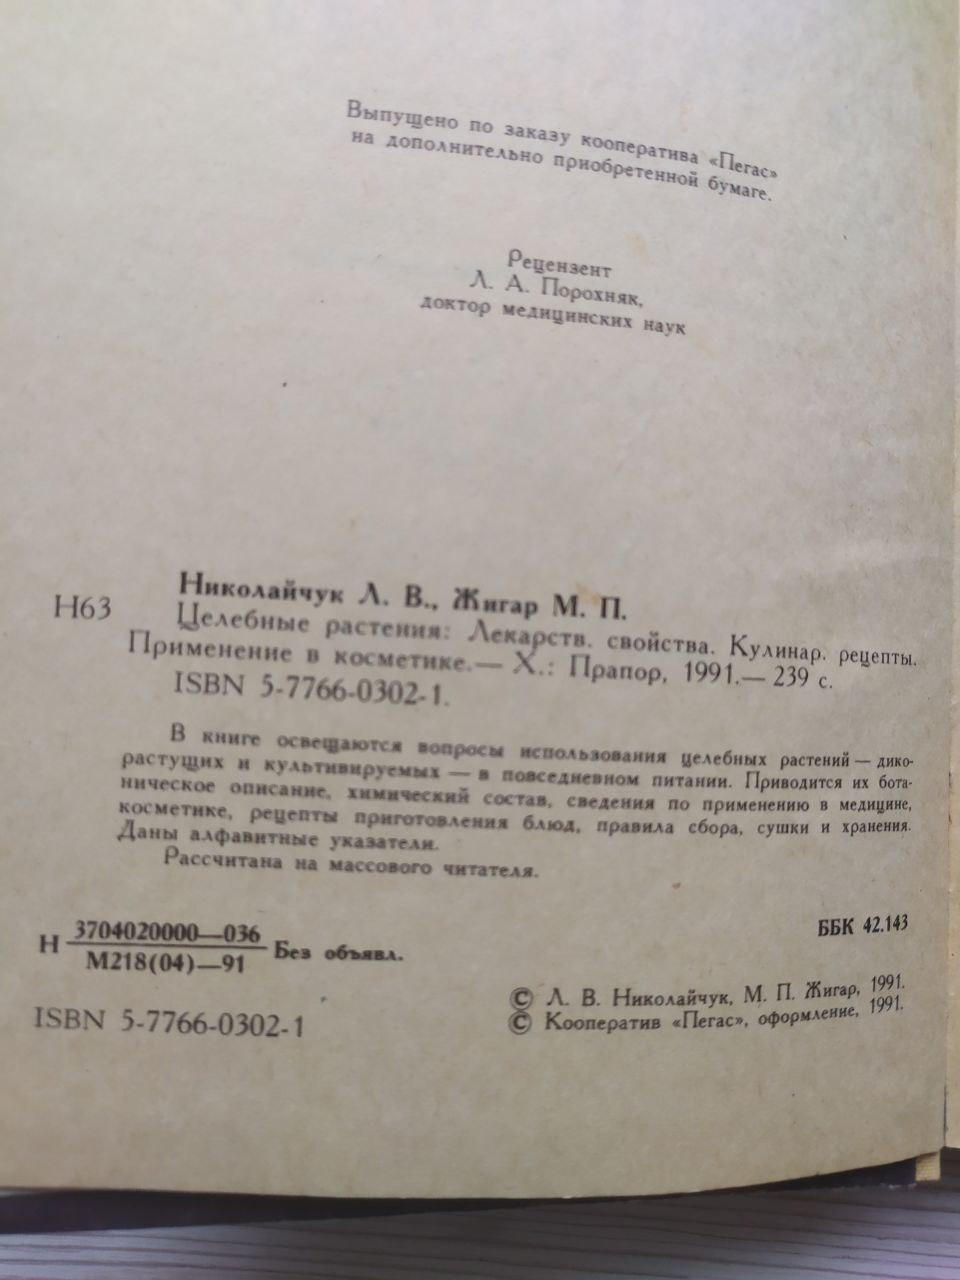 Выпущено по заказу кооператива «Пегас»
на дополнительно приобретенной бумаге.
Рецензент
Л. А. Порохняк,
доктор медицинских наук
Николайчук Л. В., Жигар М. П.
Н63 Целебные растения: Лекарств. свойства. Кулинар. рецепты.
Применение в косметике.— Х.: Прапор, 1991.— 239 с.
ISBN 5-7766-0302-1.
В книге освещаются вопросы использования целебных растений — дико-
растущих и культивируемых — в повседневном питании. Приводится их бота-
ническое описание, химический состав, сведения по применению в медицине,
косметике, рецепты приготовления блюд, правила сбора, сушки и хранения.
Даны алфавитные указатели.
Рассчитана на массового читателя.
Н 3704020000—036
М218(04)—91 Без объявл.
ББК 42.143
ISBN 5-7766-0302-1
© Л. В. Николайчук, М. П. Жигар, 1991.
© Кооператив «Пегас», оформление, 1991.